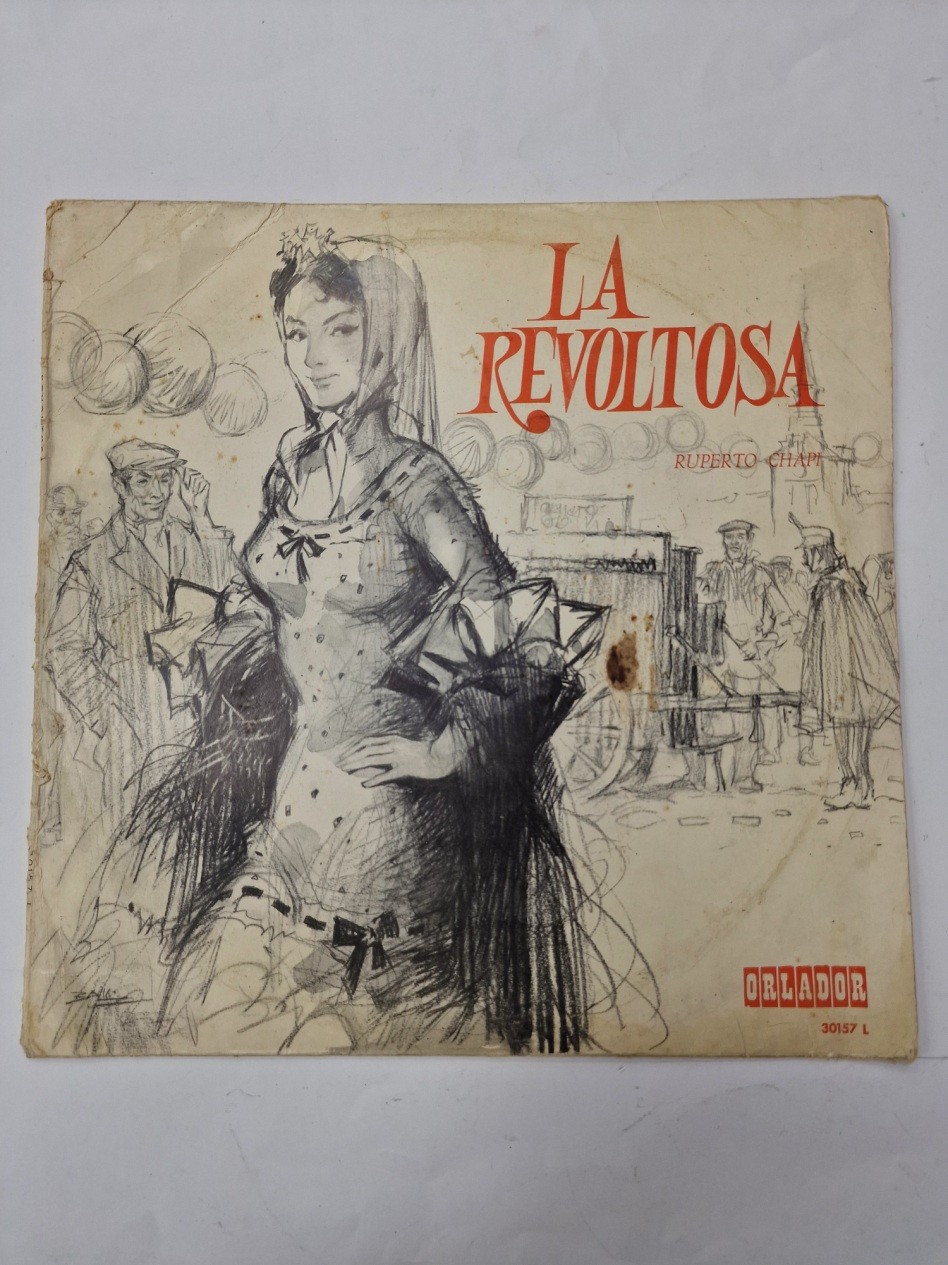 LA
REVOLTOSA
RUPERTO CHAPI
ORLADOR
30157 L